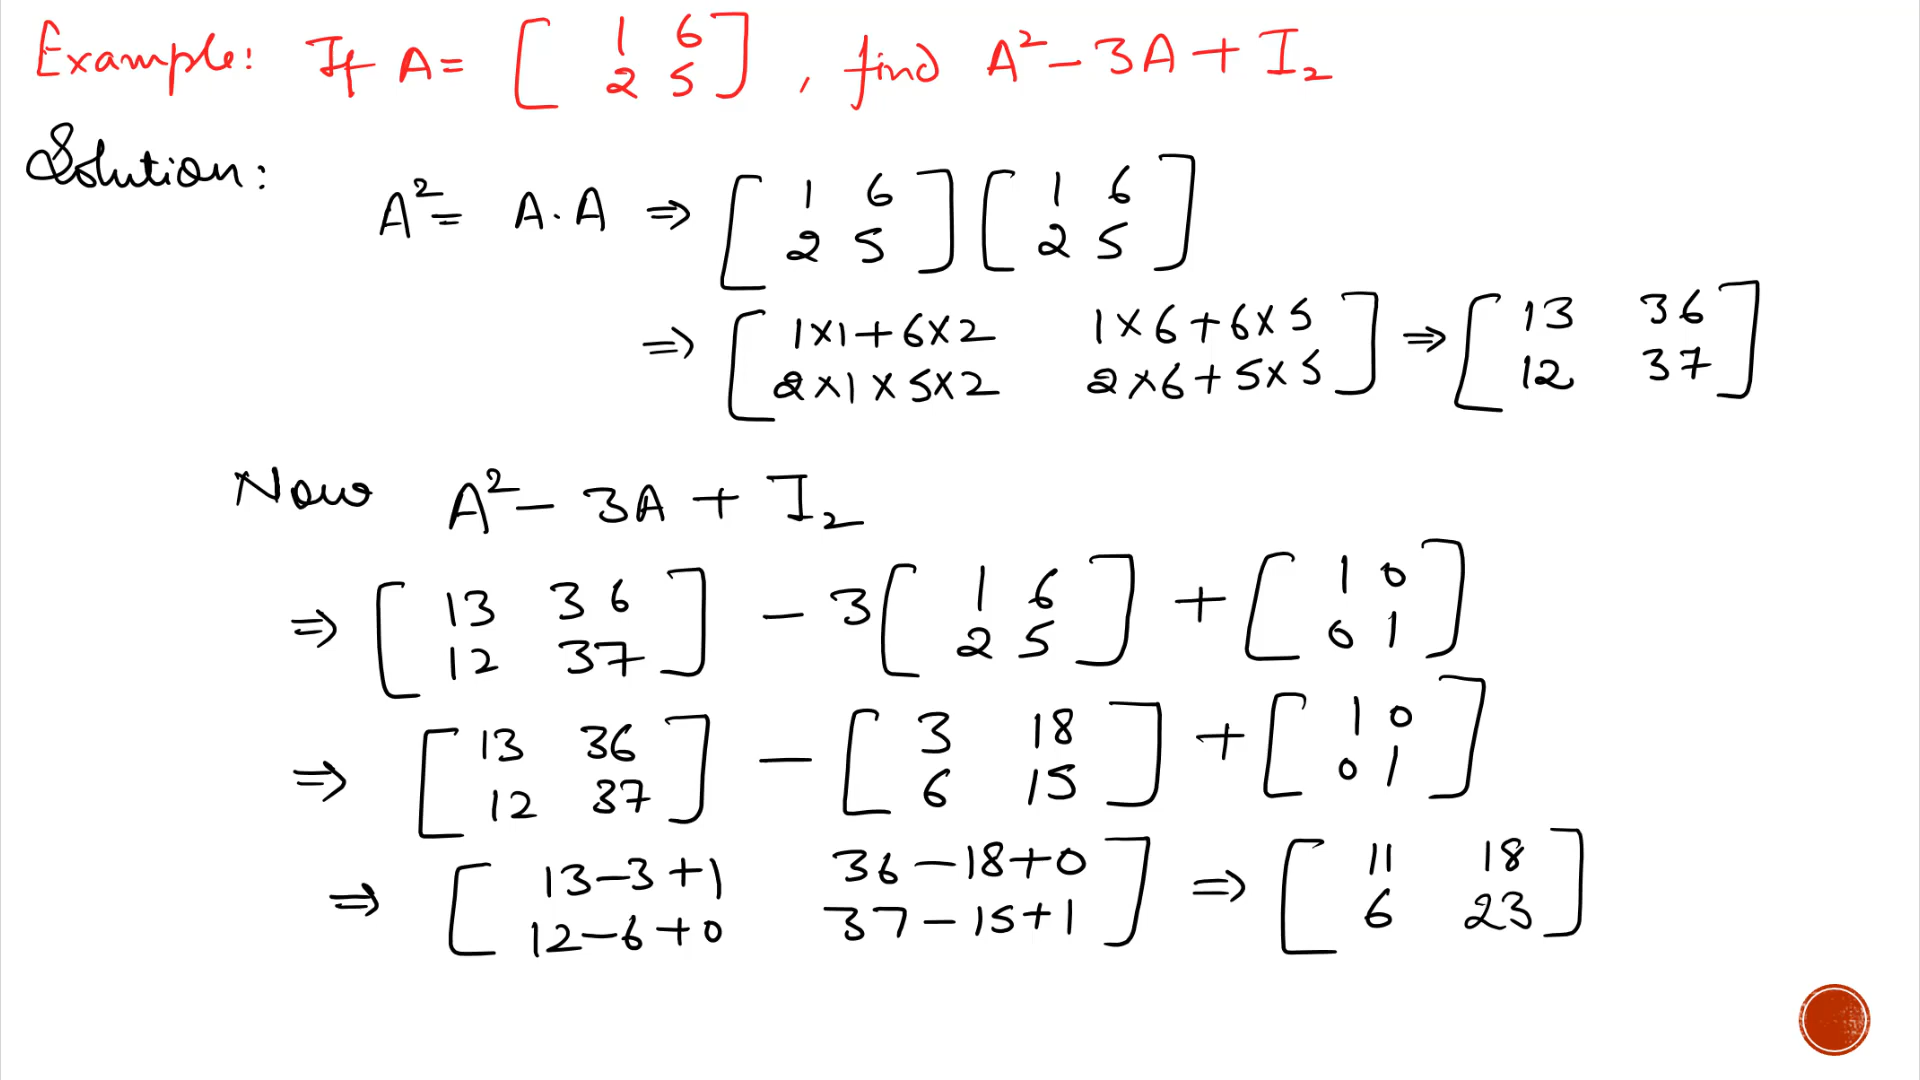 Example: If A = [ 1 6 ] , find A² - 3A + I₂
[ 2 5 ]
Solution:
A² = A . A ⇒ [ 1 6 ] [ 1 6 ]
[ 2 5 ] [ 2 5 ]
⇒ [ 1×1+6×2 1×6+6×5 ] ⇒ [ 13 36 ]
[ 2×1×5×2 2×6+5×5 ] [ 12 37 ]
Now A² - 3A + I₂
⇒ [ 13 36 ] - 3 [ 1 6 ] + [ 1 0 ]
[ 12 37 ] [ 2 5 ] [ 0 1 ]
⇒ [ 13 36 ] - [ 3 18 ] + [ 1 0 ]
[ 12 37 ] [ 6 15 ] [ 0 1 ]
⇒ [ 13-3+1 36-18+0 ] ⇒ [ 11 18 ]
[ 12-6+0 37-15+1 ] [ 6 23 ]